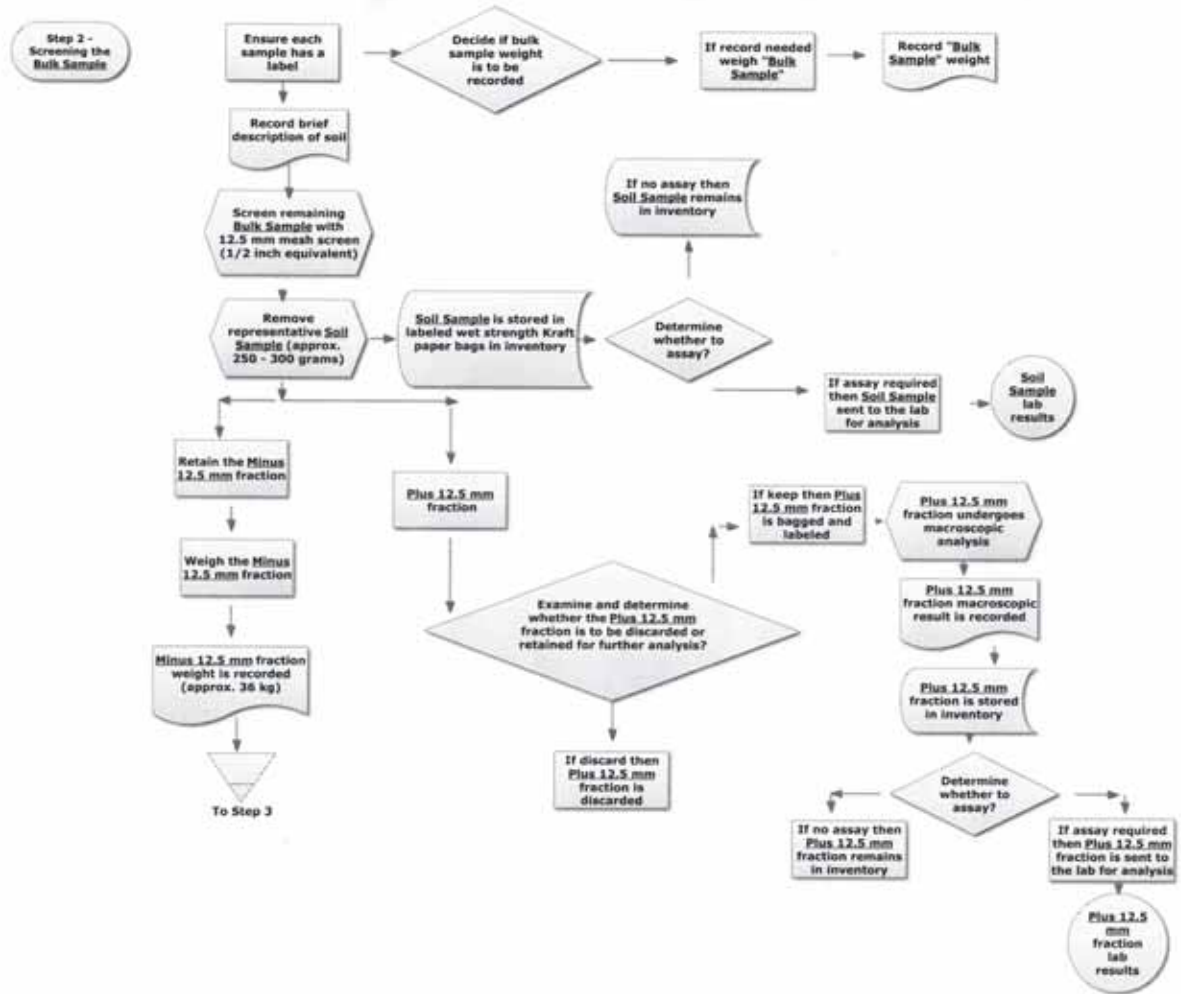 Step 2 -
Screening the
Bulk Sample
Ensure each
sample has a
label
Decide if bulk
sample weight
is to be
recorded
If record needed
weigh "Bulk
Sample"
Record "Bulk
Sample" weight
Record brief
description of soil
Screen remaining
Bulk Sample with
12.5 mm mesh screen
(1/2 inch equivalent)
If no assay then
Soil Sample remains
in inventory
Remove
representative Soil
Sample (approx.
250 - 300 grams)
Soil Sample is stored in
labeled wet strength Kraft
paper bags in inventory
Determine
whether to
assay?
If assay required
then Soil Sample
sent to the lab
for analysis
Soil
Sample
lab
results
Retain the Minus
12.5 mm fraction
Plus 12.5 mm
fraction
If keep then Plus
12.5 mm fraction
is bagged and
labeled
Plus 12.5 mm
fraction undergoes
macroscopic
analysis
Weigh the Minus
12.5 mm fraction
Examine and determine
whether the Plus 12.5 mm
fraction is to be discarded or
retained for further analysis?
Plus 12.5 mm
fraction macroscopic
result is recorded
Minus 12.5 mm fraction
weight is recorded
(approx. 36 kg)
Plus 12.5 mm
fraction is stored
in inventory
To Step 3
If discard then
Plus 12.5 mm
fraction is
discarded
Determine
whether to
assay?
If no assay then
Plus 12.5 mm
fraction remains
in inventory
If assay required
then Plus 12.5 mm
fraction is sent to
the lab for analysis
Plus 12.5
mm
fraction
lab
results